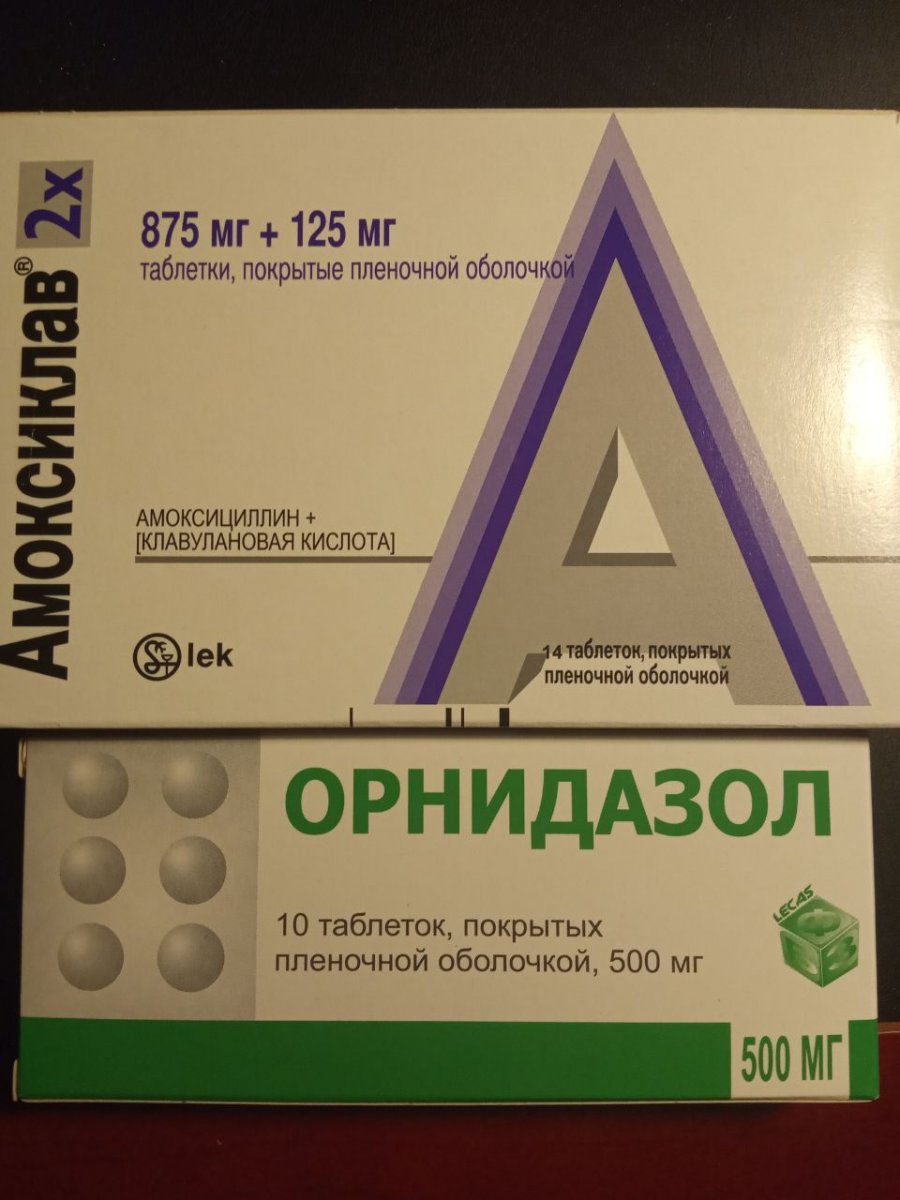 Амоксиклав® 2x
875 мг + 125 мг
таблетки, покрытые пленочной оболочкой
АМОКСИЦИЛЛИН +
[КЛАВУЛАНОВАЯ КИСЛОТА]
lek
14 таблеток, покрытых
пленочной оболочкой
ОРНИДАЗОЛ
10 таблеток, покрытых
пленочной оболочкой, 500 мг
LECAS
500 МГ